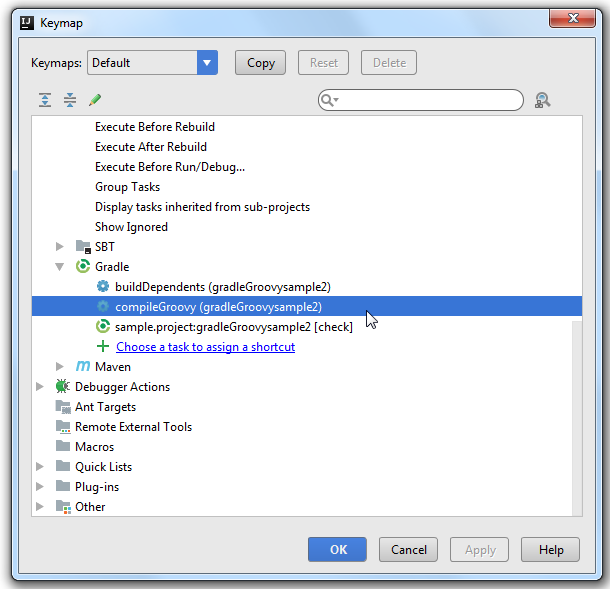 Keymap
Keymaps: Default Copy Reset Delete
Execute Before Rebuild
Execute After Rebuild
Execute Before Run/Debug...
Group Tasks
Display tasks inherited from sub-projects
Show Ignored
SBT
Gradle
buildDependents (gradleGroovysample2)
compileGroovy (gradleGroovysample2)
sample.project:gradleGroovysample2 [check]
Choose a task to assign a shortcut
Maven
Debugger Actions
Ant Targets
Remote External Tools
Macros
Quick Lists
Plug-ins
Other
OK Cancel Apply Help